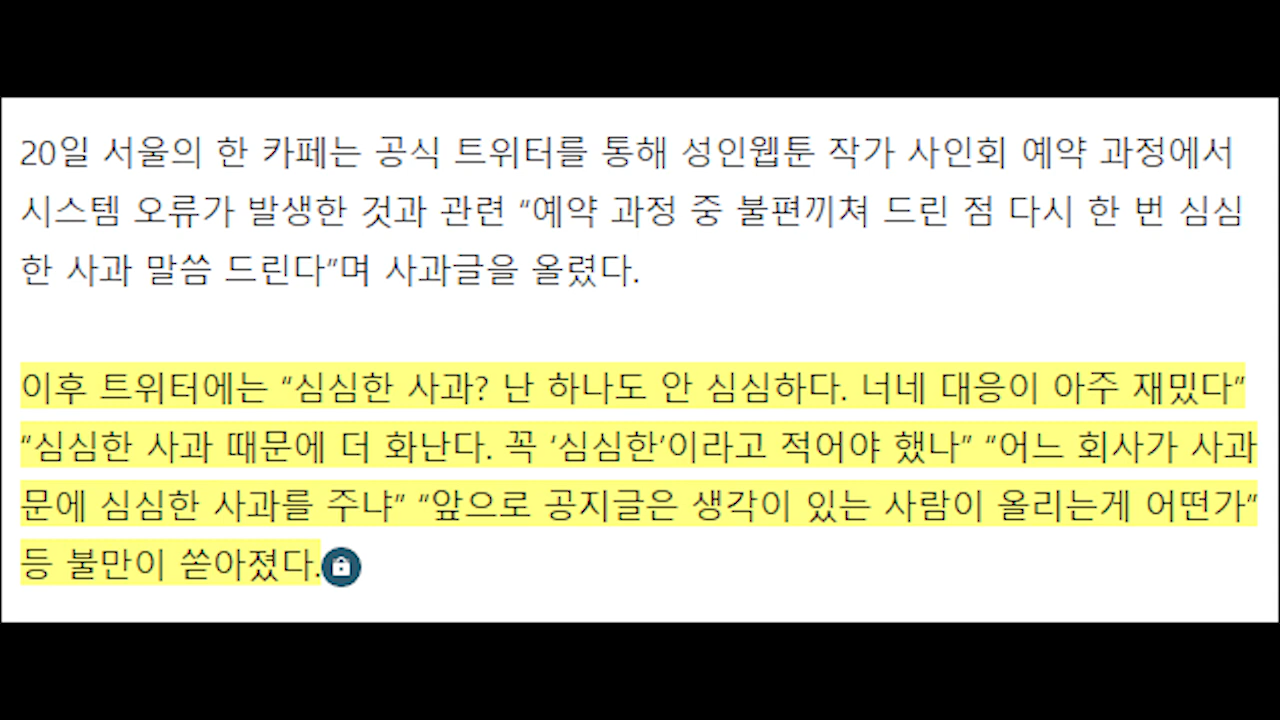 20일 서울의 한 카페는 공식 트위터를 통해 성인웹툰 작가 사인회 예약 과정에서
시스템 오류가 발생한 것과 관련 “예약 과정 중 불편끼쳐 드린 점 다시 한 번 심심
한 사과 말씀 드린다”며 사과글을 올렸다.
이후 트위터에는 “심심한 사과? 난 하나도 안 심심하다. 너네 대응이 아주 재밌다”
“심심한 사과 때문에 더 화난다. 꼭 ‘심심한’이라고 적어야 했나” “어느 회사가 사과
문에 심심한 사과를 주냐” “앞으로 공지글은 생각이 있는 사람이 올리는게 어떤가”
등 불만이 쏟아졌다.